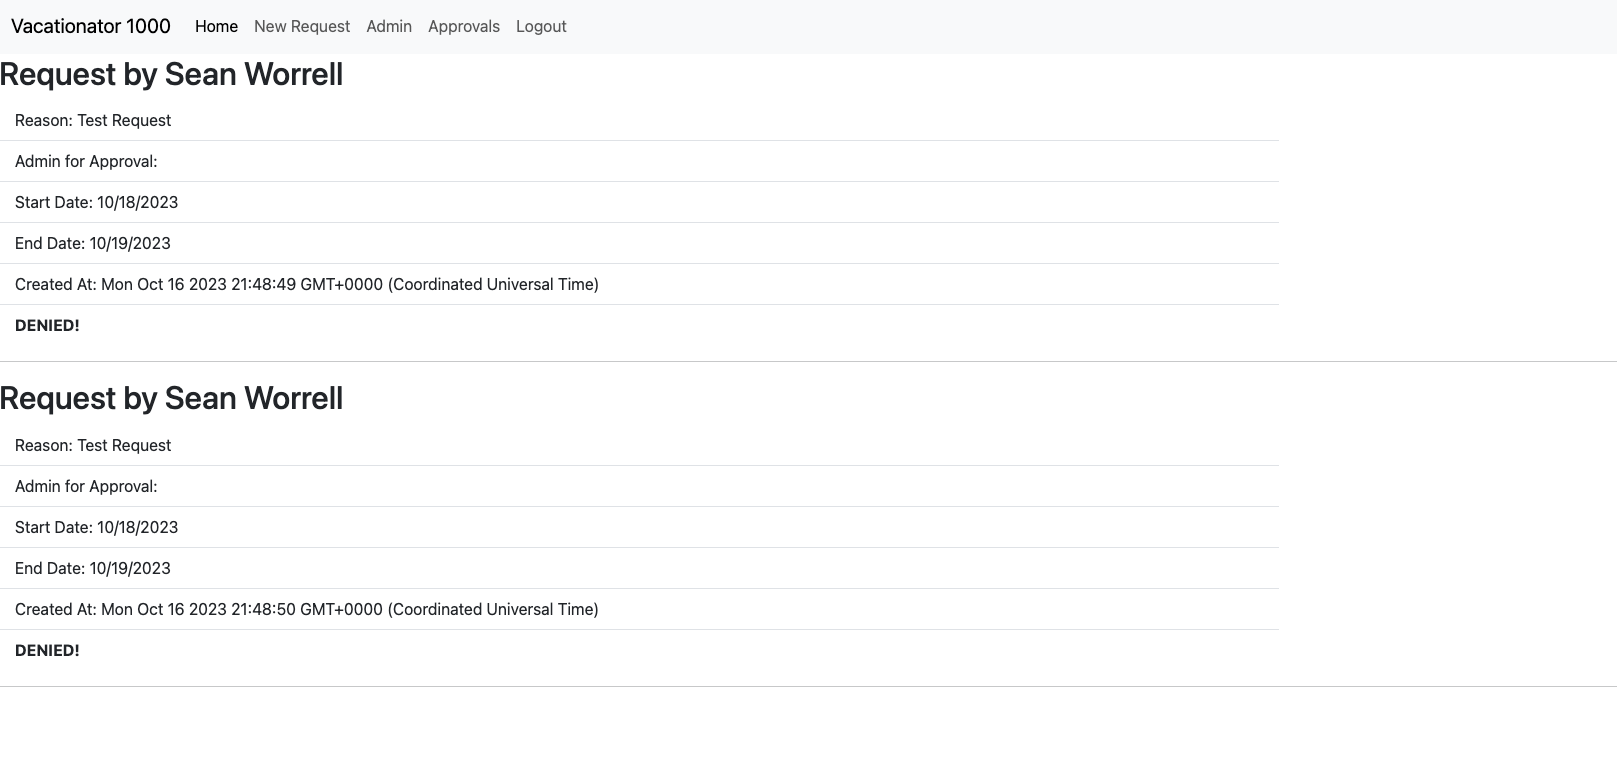 Vacationator 1000 Home New Request Admin Approvals Logout
Request by Sean Worrell
Reason: Test Request
Admin for Approval:
Start Date: 10/18/2023
End Date: 10/19/2023
Created At: Mon Oct 16 2023 21:48:49 GMT+0000 (Coordinated Universal Time)
DENIED!
Request by Sean Worrell
Reason: Test Request
Admin for Approval:
Start Date: 10/18/2023
End Date: 10/19/2023
Created At: Mon Oct 16 2023 21:48:50 GMT+0000 (Coordinated Universal Time)
DENIED!